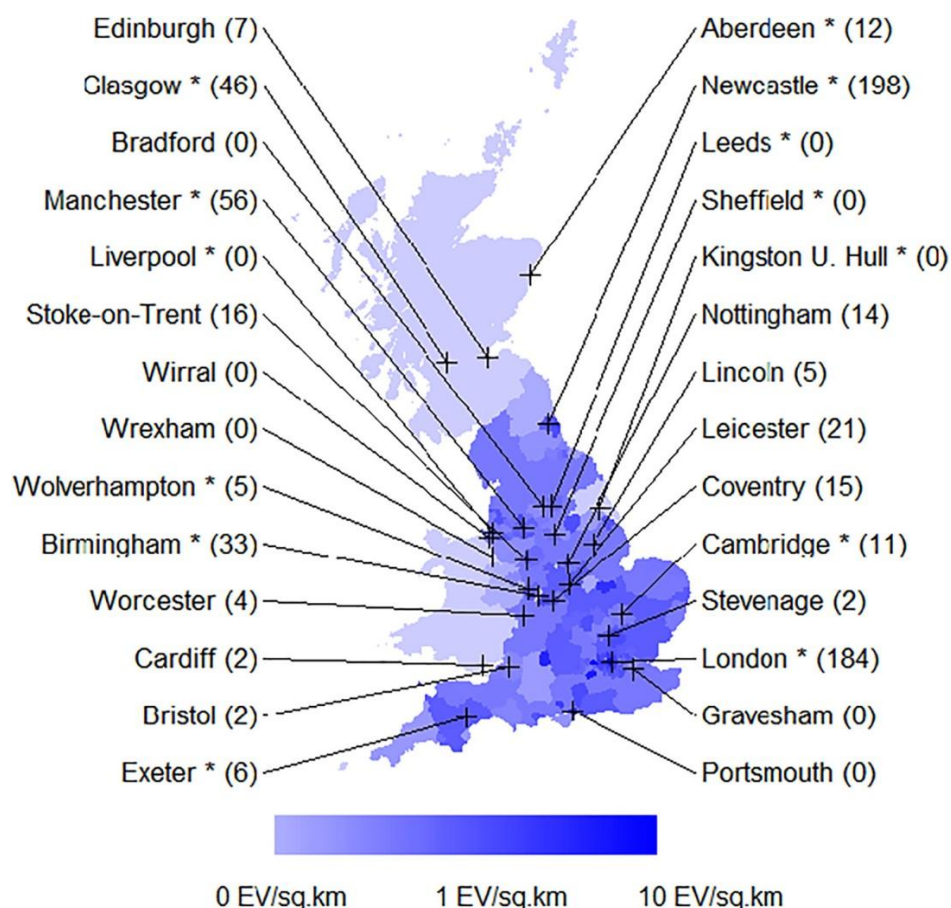 Edinburgh (7)
Glasgow * (46)
Bradford (0)
Manchester * (56)
Liverpool * (0)
Stoke-on-Trent (16)
Wirral (0)
Wrexham (0)
Wolverhampton * (5)
Birmingham * (33)
Worcester (4)
Cardiff (2)
Bristol (2)
Exeter * (6)
Aberdeen * (12)
Newcastle * (198)
Leeds * (0)
Sheffield * (0)
Kingston U. Hull * (0)
Nottingham (14)
Lincoln (5)
Leicester (21)
Coventry (15)
Cambridge * (11)
Stevenage (2)
London * (184)
Gravesham (0)
Portsmouth (0)
0 EV/sq.km 1 EV/sq.km 10 EV/sq.km